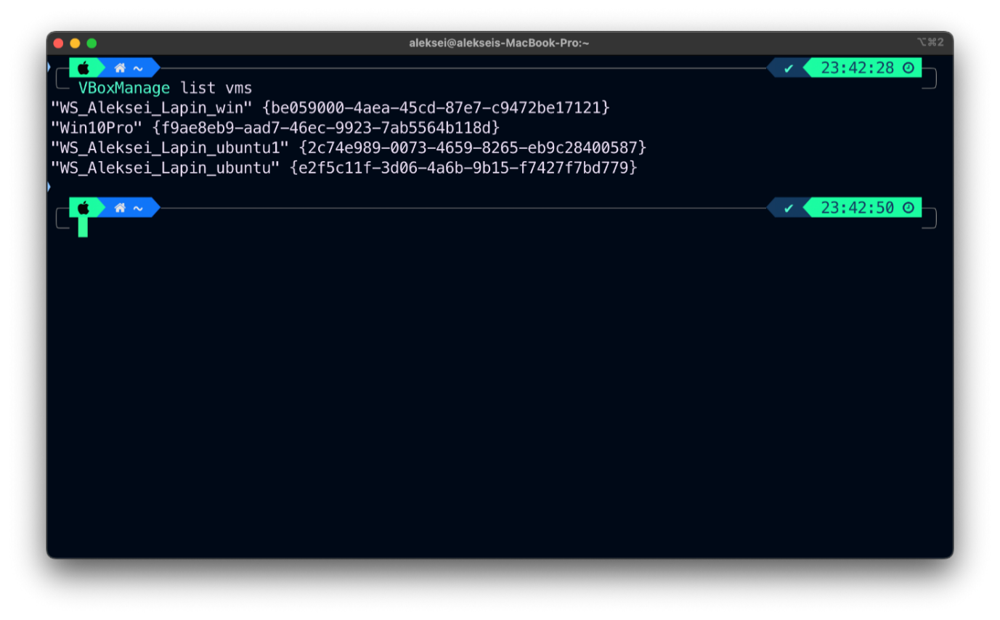 aleksei@alekseis-MacBook-Pro:~
⌥⌘2
~ ✔ 23:42:28
VBoxManage list vms
"WS_Aleksei_Lapin_win" {be059000-4aea-45cd-87e7-c9472be17121}
"Win10Pro" {f9ae8eb9-aad7-46ec-9923-7ab5564b118d}
"WS_Aleksei_Lapin_ubuntu1" {2c74e989-0073-4659-8265-eb9c28400587}
"WS_Aleksei_Lapin_ubuntu" {e2f5c11f-3d06-4a6b-9b15-f7427f7bd779}
~ ✔ 23:42:50